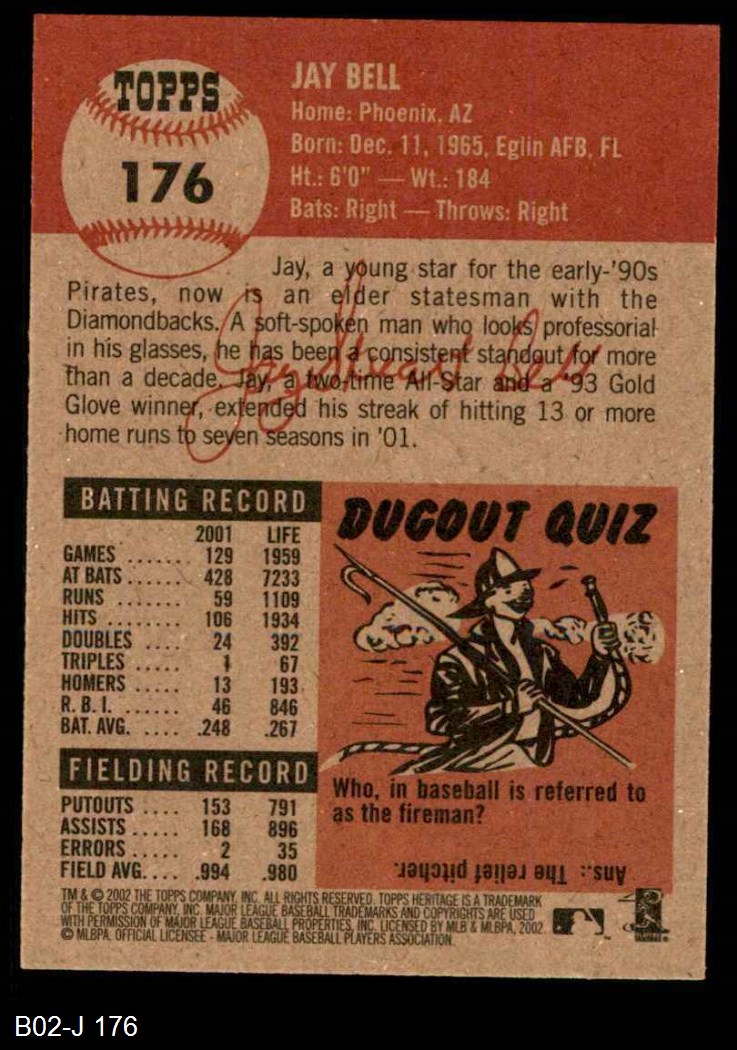 TOPPS
176
JAY BELL
Home: Phoenix, AZ
Born: Dec. 11, 1965, Eglin AFB, FL
Ht.: 6'0" — Wt.: 184
Bats: Right — Throws: Right
Jay, a young star for the early-'90s
Pirates, now is an elder statesman with the
Diamondbacks. A soft-spoken man who looks professorial
in his glasses, he has been a consistent standout for more
than a decade. Jay, a two-time All-Star and a '93 Gold
Glove winner, extended his streak of hitting 13 or more
home runs to seven seasons in '01.
Jay Stuart Bell
BATTING RECORD
2001 LIFE
GAMES ....... 129 1959
AT BATS ..... 428 7233
RUNS ....... 59 1109
HITS ........ 106 1934
DOUBLES .... 24 392
TRIPLES ..... 1 67
HOMERS ..... 13 193
R. B. I. ...... 46 846
BAT. AVG. .... .248 .267
FIELDING RECORD
PUTOUTS .... 153 791
ASSISTS ..... 168 896
ERRORS ..... 2 35
FIELD AVG.... .994 .980
DUGOUT QUIZ
Who, in baseball is referred to
as the fireman?
Ans.: The relief pitcher.
TM & © 2002 THE TOPPS COMPANY, INC. ALL RIGHTS RESERVED. TOPPS HERITAGE IS A TRADEMARK
OF THE TOPPS COMPANY, INC. MAJOR LEAGUE BASEBALL TRADEMARKS AND COPYRIGHTS ARE USED
WITH PERMISSION OF MAJOR LEAGUE BASEBALL PROPERTIES, INC. LICENSED BY MLB & MLBPA, 2002.
© MLBPA. OFFICIAL LICENSEE - MAJOR LEAGUE BASEBALL PLAYERS ASSOCIATION.
B02-J 176